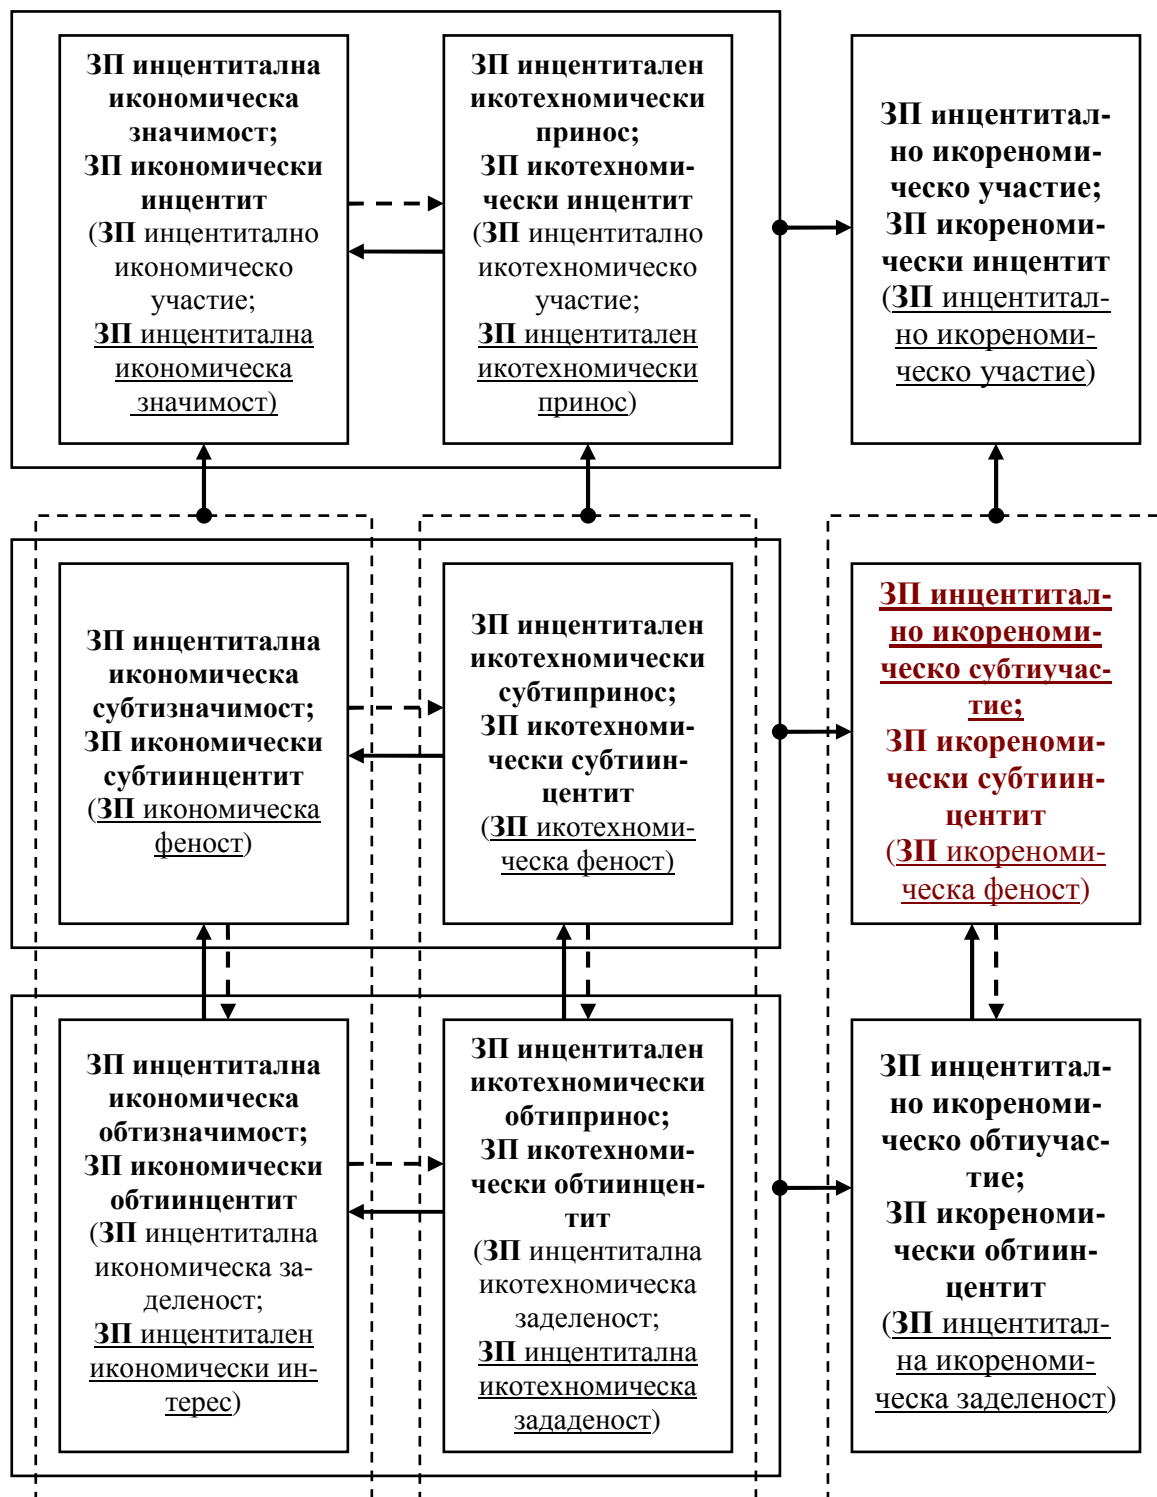 ЗП инцентитална
икономическа
значимост;
ЗП икономически
инцентит
(ЗП инцентитално
икономическо
участие;
ЗП инцентитална
икономическа
значимост)
ЗП инцентитален
икотехномически
принос;
ЗП икотехноми-
чески инцентит
(ЗП инцентитално
икотехномическо
участие;
ЗП инцентитален
икотехномически
принос)
ЗП инцентитал-
но икореноми-
ческо участие;
ЗП икореноми-
чески инцентит
(ЗП инцентитал-
но икореноми-
ческо участие)
ЗП инцентитална
икономическа
субтизначимост;
ЗП икономически
субтиинцентит
(ЗП икономическа
феност)
ЗП инцентитален
икотехномически
субтипринос;
ЗП икотехноми-
чески субтиин-
центит
(ЗП икотехноми-
ческа феност)
ЗП инцентитал-
но икореноми-
ческо субтиучас-
тие;
ЗП икореноми-
чески субтиин-
центит
(ЗП икореноми-
ческа феност)
ЗП инцентитална
икономическа
обтизначимост;
ЗП икономически
обтиинцентит
(ЗП инцентитална
икономическа за-
деленост;
ЗП инцентитален
икономически ин-
терес)
ЗП инцентитален
икотехномически
обтипринос;
ЗП икотехноми-
чески обтиинцен-
тит
(ЗП инцентитална
икотехномическа
заделеност;
ЗП инцентитална
икотехномическа
зададеност)
ЗП инцентитал-
но икореноми-
ческо обтиучас-
тие;
ЗП икореноми-
чески обтиин-
центит
(ЗП инцентитал-
на икореноми-
ческа заделеност)